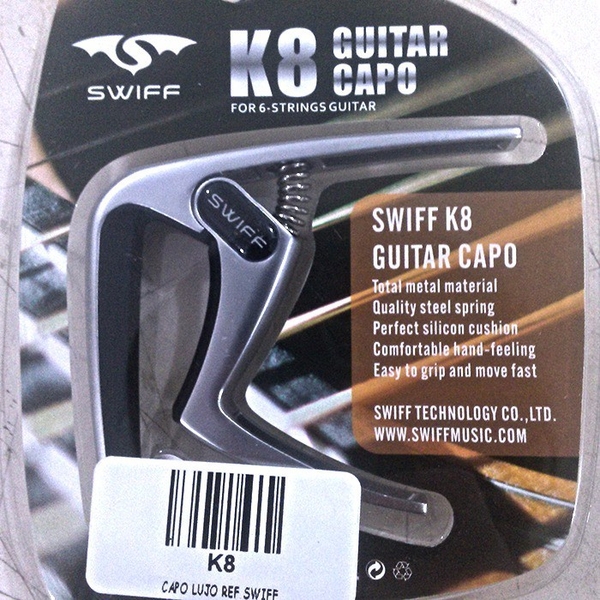 SWIFF
K8 GUITAR CAPO
FOR 6-STRINGS GUITAR
SWIFF
SWIFF K8
GUITAR CAPO
Total metal material
Quality steel spring
Perfect silicon cushion
Comfortable hand-feeling
Easy to grip and move fast
SWIFF TECHNOLOGY CO.,LTD.
WWW.SWIFFMUSIC.COM
K8
CAPO LUJO REF SWIFF